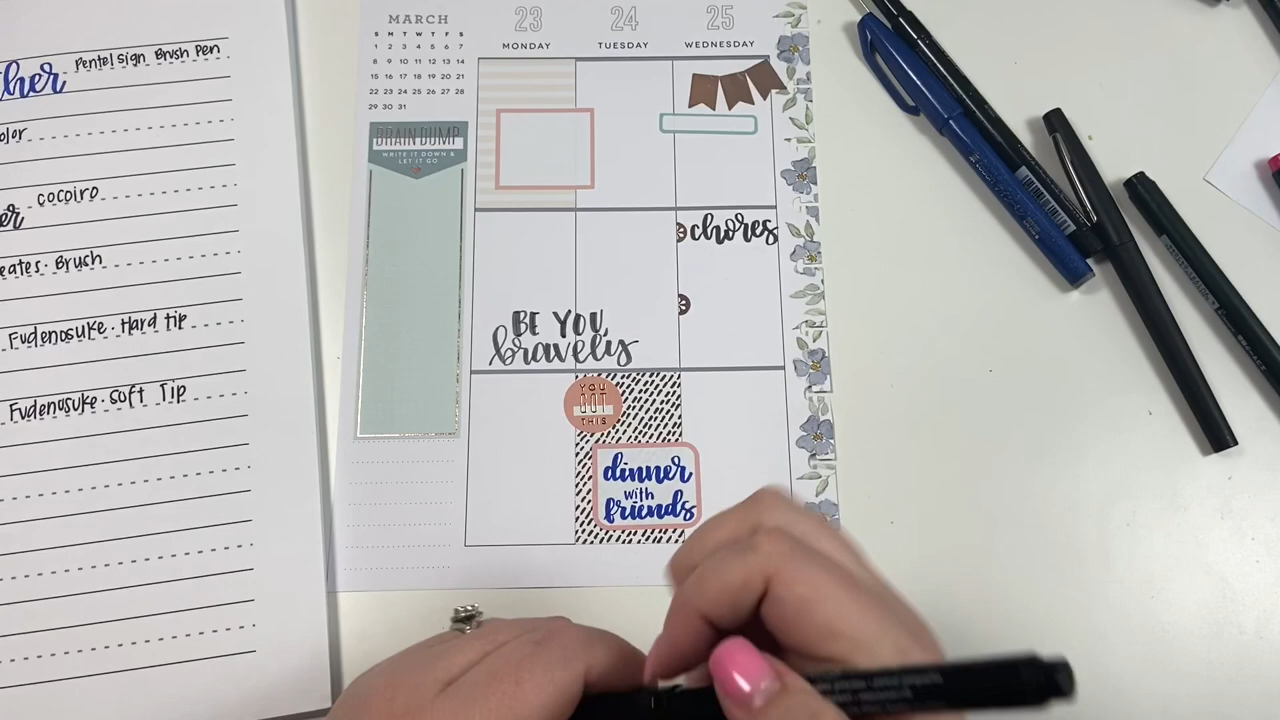 her Pentel Sign Brush Pen
olor
cocoiro
er
eates. Brush
Fudenosuke. Hard tip
Fudenosuke. Soft Tip
MARCH
S M T W T F S
1 2 3 4 5 6 7
8 9 10 11 12 13 14
15 16 17 18 19 20 21
22 23 24 25 26 27 28
29 30 31
BRAIN DUMP
WRITE IT DOWN &
LET IT GO
23
MONDAY
24
TUESDAY
25
WEDNESDAY
chores
BE YOU,
bravely
YOU
GOT
THIS
dinner
with
friends